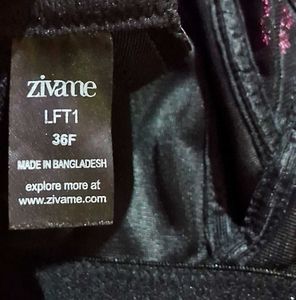 zivame
LFT1
36F
MADE IN BANGLADESH
explore more at
www.zivame.com